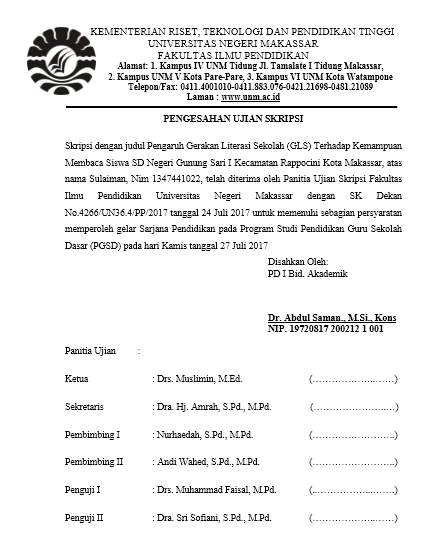 KEMENTERIAN RISET, TEKNOLOGI DAN PENDIDIKAN TINGGI
UNIVERSITAS NEGERI MAKASSAR
FAKULTAS ILMU PENDIDIKAN
Alamat: 1. Kampus IV UNM Tidung Jl. Tamalate I Tidung Makassar,
2. Kampus UNM V Kota Pare-Pare, 3. Kampus VI UNM Kota Watampone
Telepon/Fax: 0411.4001010-0411.883.076-0421.21698-0481.21089
Laman : www.unm.ac.id
PENGESAHAN UJIAN SKRIPSI
Skripsi dengan judul Pengaruh Gerakan Literasi Sekolah (GLS) Terhadap Kemampuan
Membaca Siswa SD Negeri Gunung Sari I Kecamatan Rappocini Kota Makassar, atas
nama Sulaiman, Nim 1347441022, telah diterima oleh Panitia Ujian Skripsi Fakultas
Ilmu Pendidikan Universitas Negeri Makassar dengan SK Dekan
No.4266/UN36.4/PP/2017 tanggal 24 Juli 2017 untuk memenuhi sebagian persyaratan
memperoleh gelar Sarjana Pendidikan pada Program Studi Pendidikan Guru Sekolah
Dasar (PGSD) pada hari Kamis tanggal 27 Juli 2017
Disahkan Oleh:
PD I Bid. Akademik
Dr. Abdul Saman., M.Si., Kons
NIP. 19720817 200212 1 001
Panitia Ujian :
Ketua : Drs. Muslimin, M.Ed. (……………….…….)
Sekretaris : Dra. Hj. Amrah, S.Pd., M.Pd. (…………………..…)
Pembimbing I : Nurhaedah, S.Pd., M.Pd. (……………………..)
Pembimbing II : Andi Wahed, S.Pd., M.Pd. (……………………..)
Penguji I : Drs. Muhammad Faisal, M.Pd. (..……………..…….)
Penguji II : Dra. Sri Sofiani, S.Pd., M.Pd. (……………….…….)